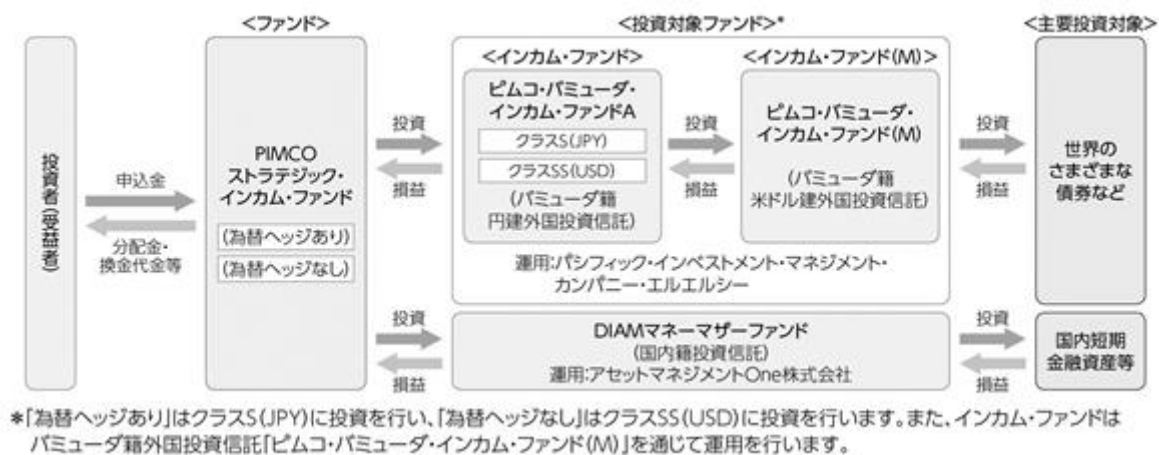 <ファンド>
<投資対象ファンド>*
<主要投資対象>
投資者(受益者)
申込金
分配金・
換金代金等
PIMCO
ストラテジック・
インカム・ファンド
(為替ヘッジあり)
(為替ヘッジなし)
投資
損益
<インカム・ファンド>
ピムコ・バミューダ・
インカム・ファンドA
クラスS(JPY)
クラスSS(USD)
(バミューダ籍
円建外国投資信託)
投資
損益
<インカム・ファンド(M)>
ピムコ・バミューダ・
インカム・ファンド(M)
(バミューダ籍
米ドル建外国投資信託)
運用:パシフィック・インベストメント・マネジメント・
カンパニー・エルエルシー
投資
損益
世界の
さまざまな
債券など
投資
損益
DIAMマネーマザーファンド
(国内籍投資信託)
運用:アセットマネジメントOne株式会社
投資
損益
国内短期
金融資産等
*「為替ヘッジあり」はクラスS(JPY)に投資を行い、「為替ヘッジなし」はクラスSS(USD)に投資を行います。また、インカム・ファンドは
バミューダ籍外国投資信託「ピムコ・バミューダ・インカム・ファンド(M)」を通じて運用を行います。